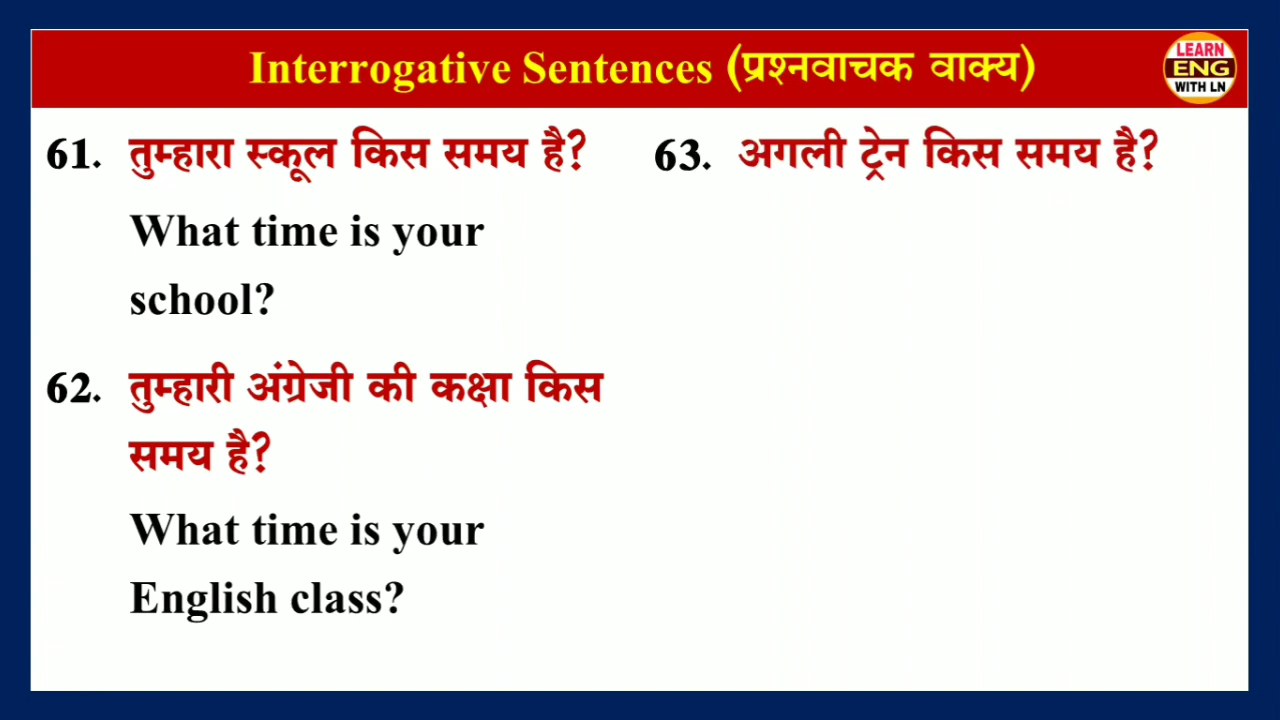 Interrogative Sentences (प्रश्नवाचक वाक्य)
LEARN
ENG
WITH LN
61. तुम्हारा स्कूल किस समय है?
What time is your
school?
62. तुम्हारी अंग्रेजी की कक्षा किस
समय है?
What time is your
English class?
63. अगली ट्रेन किस समय है?